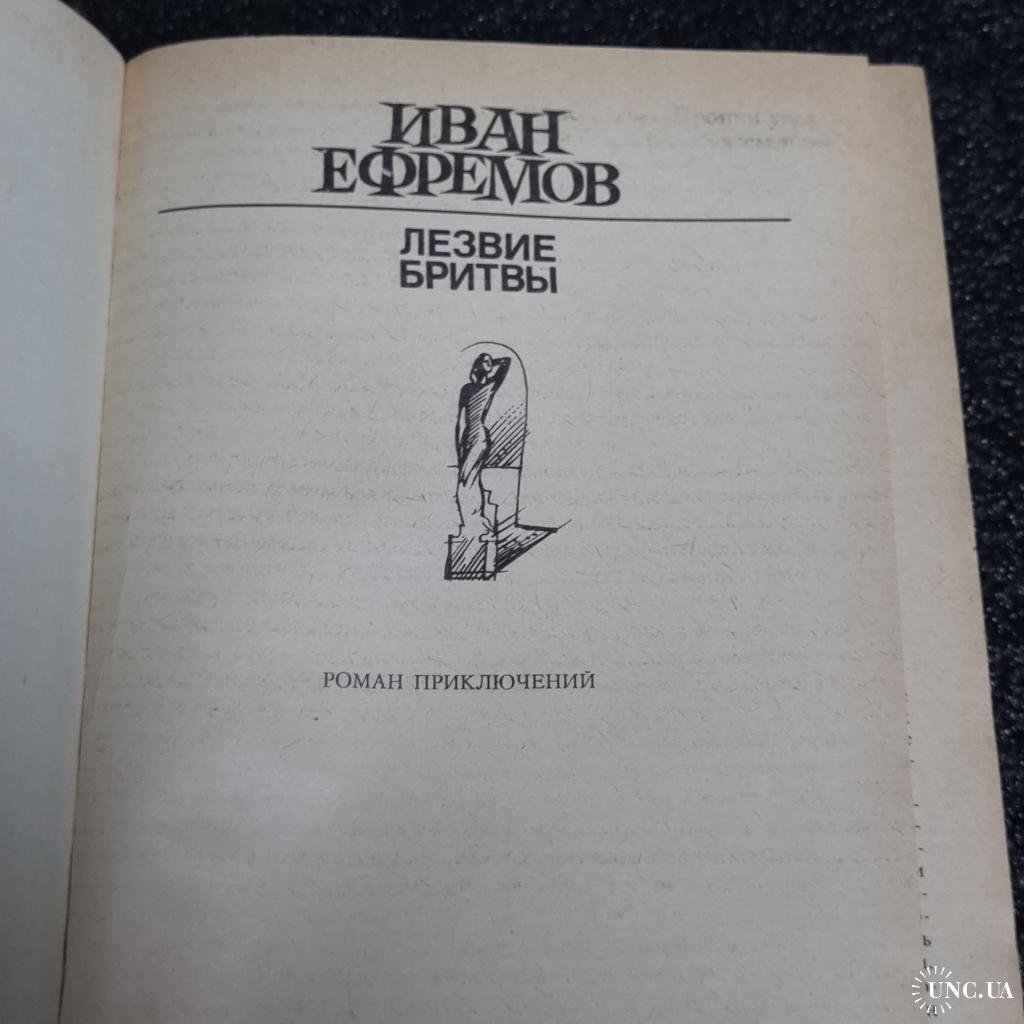 ИВАН
ЕФРЕМОВ
ЛЕЗВИЕ
БРИТВЫ
РОМАН ПРИКЛЮЧЕНИЙ
UNC.UA